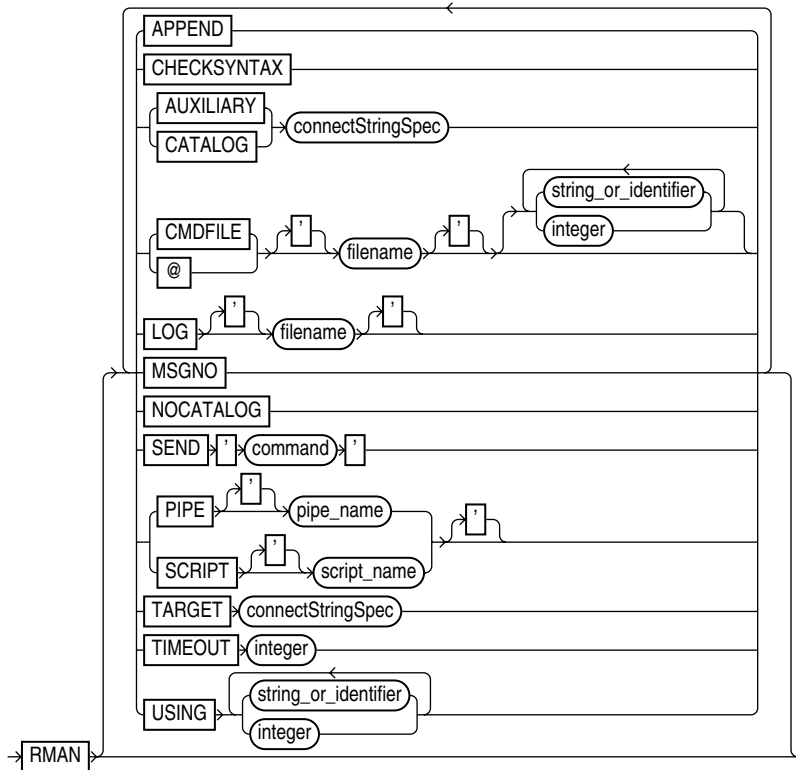 APPEND
CHECKSYNTAX
AUXILIARY
CATALOG
connectStringSpec
CMDFILE
@
' filename '
string_or_identifier
integer
LOG ' filename '
MSGNO
NOCATALOG
SEND ' command '
PIPE ' pipe_name
SCRIPT ' script_name
'
TARGET connectStringSpec
TIMEOUT integer
USING
string_or_identifier
integer
RMAN